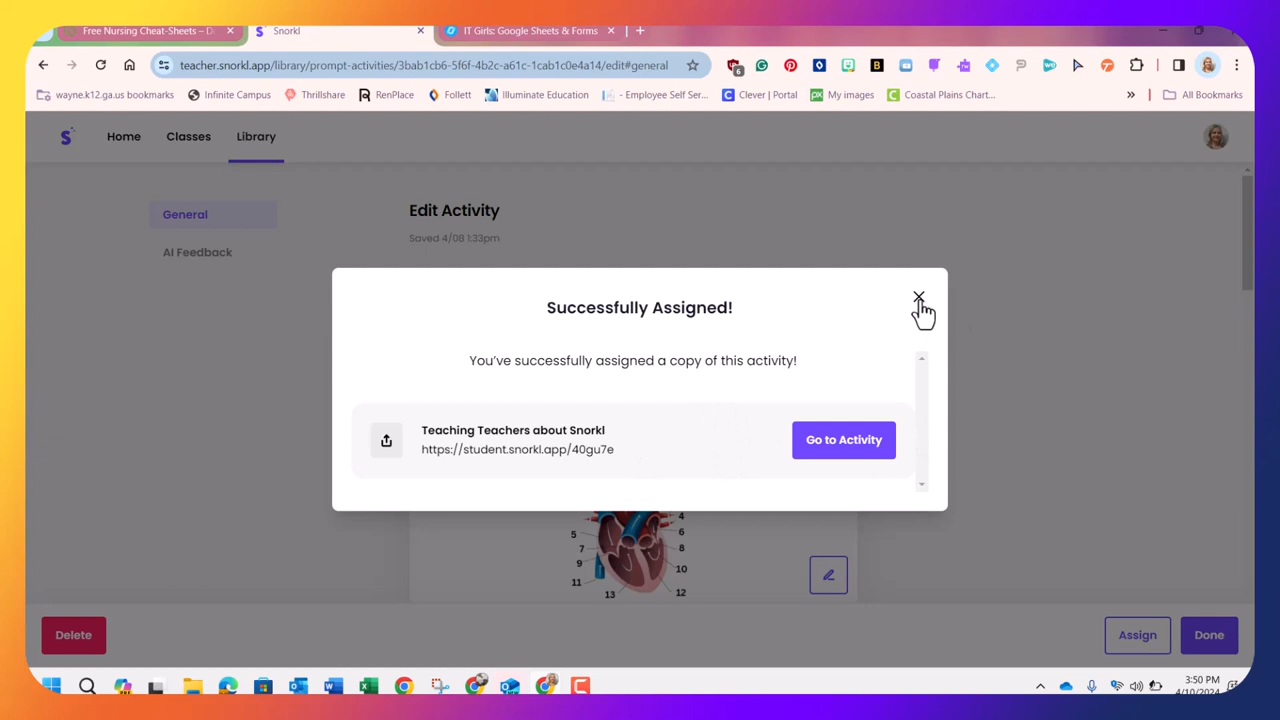 Free Nursing Cheat-Sheets – D
Snorkl
IT Girls: Google Sheets & Forms
teacher.snorkl.app/library/prompt-activities/3bab1cb6-5f6f-4b2c-a61c-1cab1c0e4a14/edit#general
6
wayne.k12.ga.us bookmarks
Infinite Campus
Thrillshare
RenPlace
Follett
Illuminate Education
- Employee Self Ser...
Clever | Portal
My images
Coastal Plains Chart...
All Bookmarks
Home
Classes
Library
General
AI Feedback
Edit Activity
Saved 4/08 1:33pm
Successfully Assigned!
You've successfully assigned a copy of this activity!
Teaching Teachers about Snorkl
https://student.snorkl.app/40gu7e
Go to Activity
4
5
6
7
8
9
10
11
12
13
Delete
Assign
Done
3:50 PM
4/10/2024